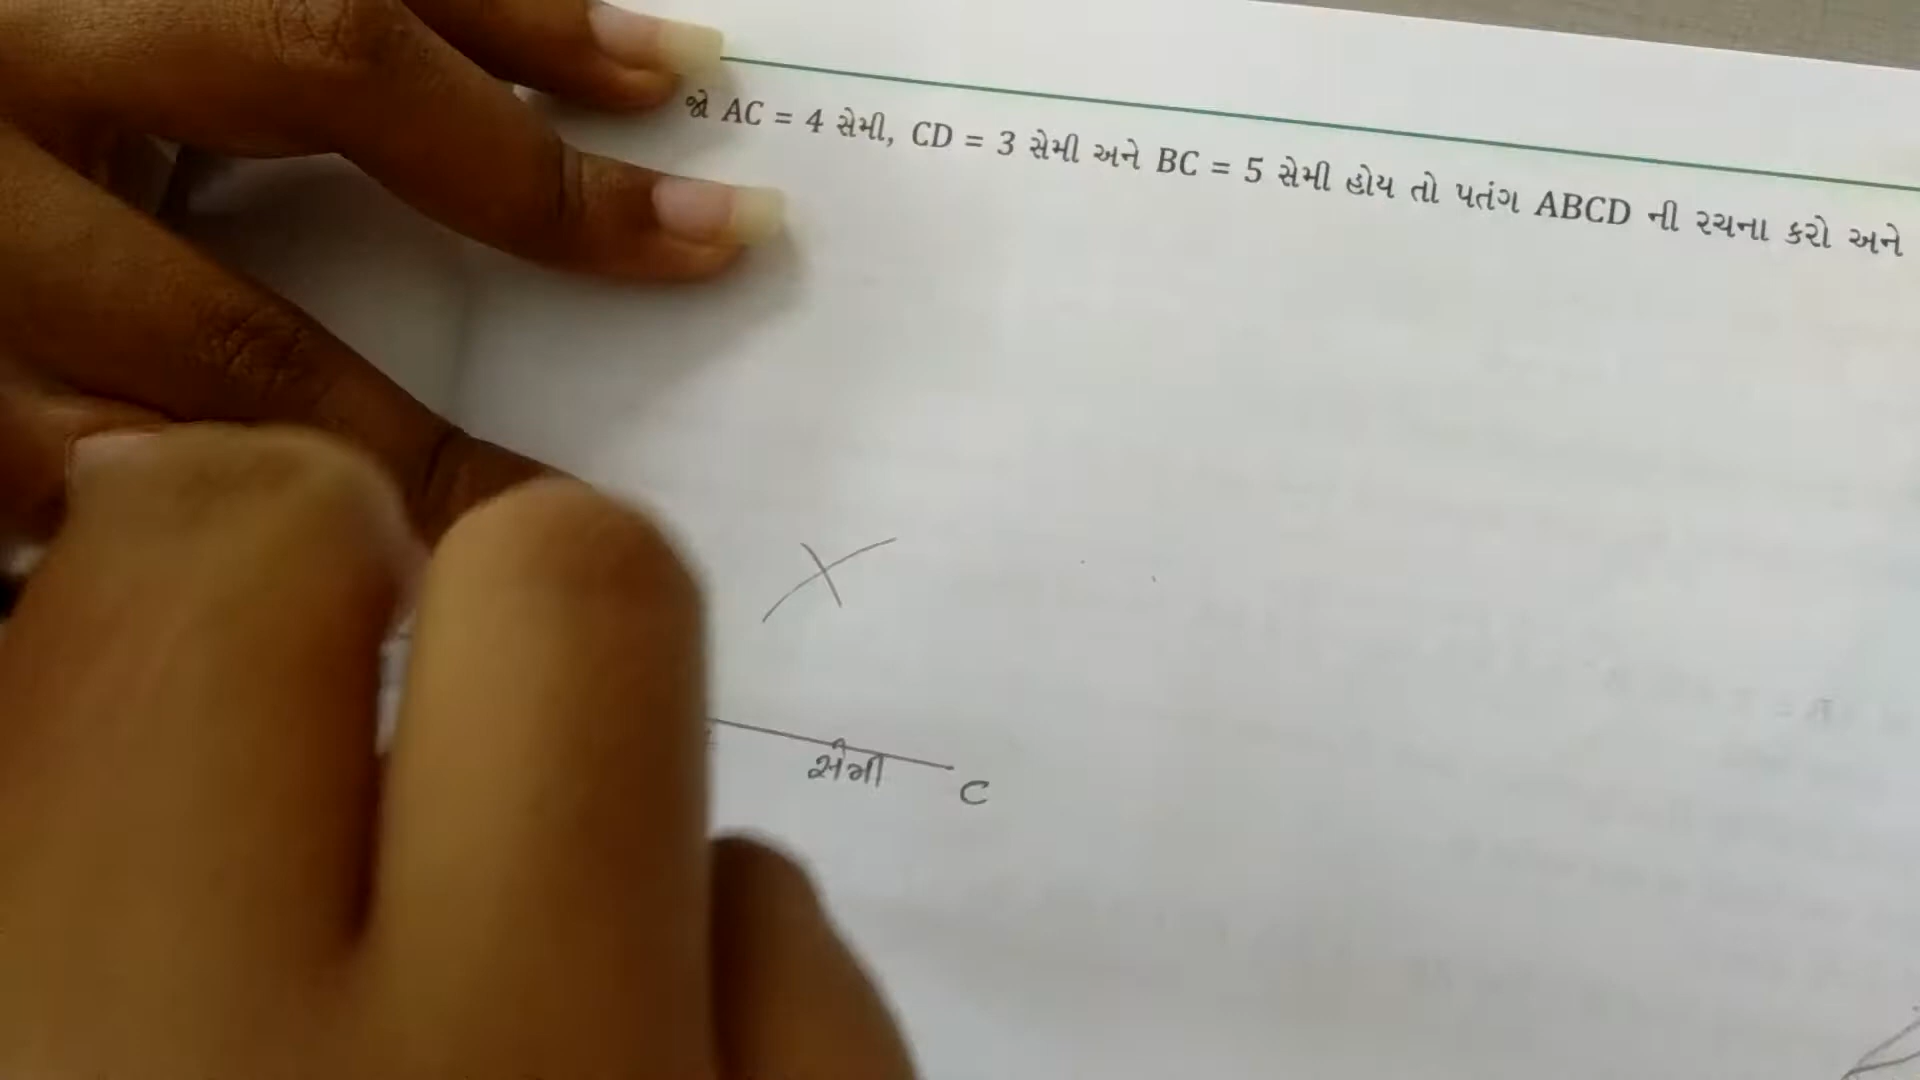 જો AC = 4 સેમી, CD = 3 સેમી અને BC = 5 સેમી હોય તો પતંગ ABCD ની રચના કરો અને
સેમી C